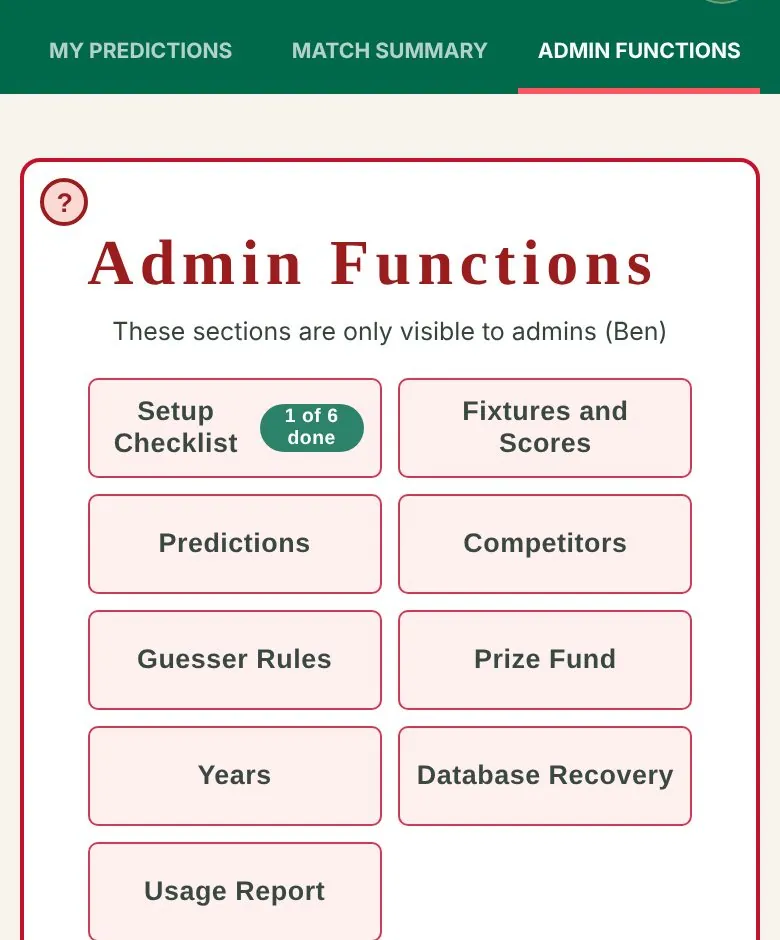 MY PREDICTIONS
MATCH SUMMARY
ADMIN FUNCTIONS
?
Admin Functions
These sections are only visible to admins (Ben)
Setup
Checklist
1 of 6
done
Fixtures and
Scores
Predictions
Competitors
Guesser Rules
Prize Fund
Years
Database Recovery
Usage Report